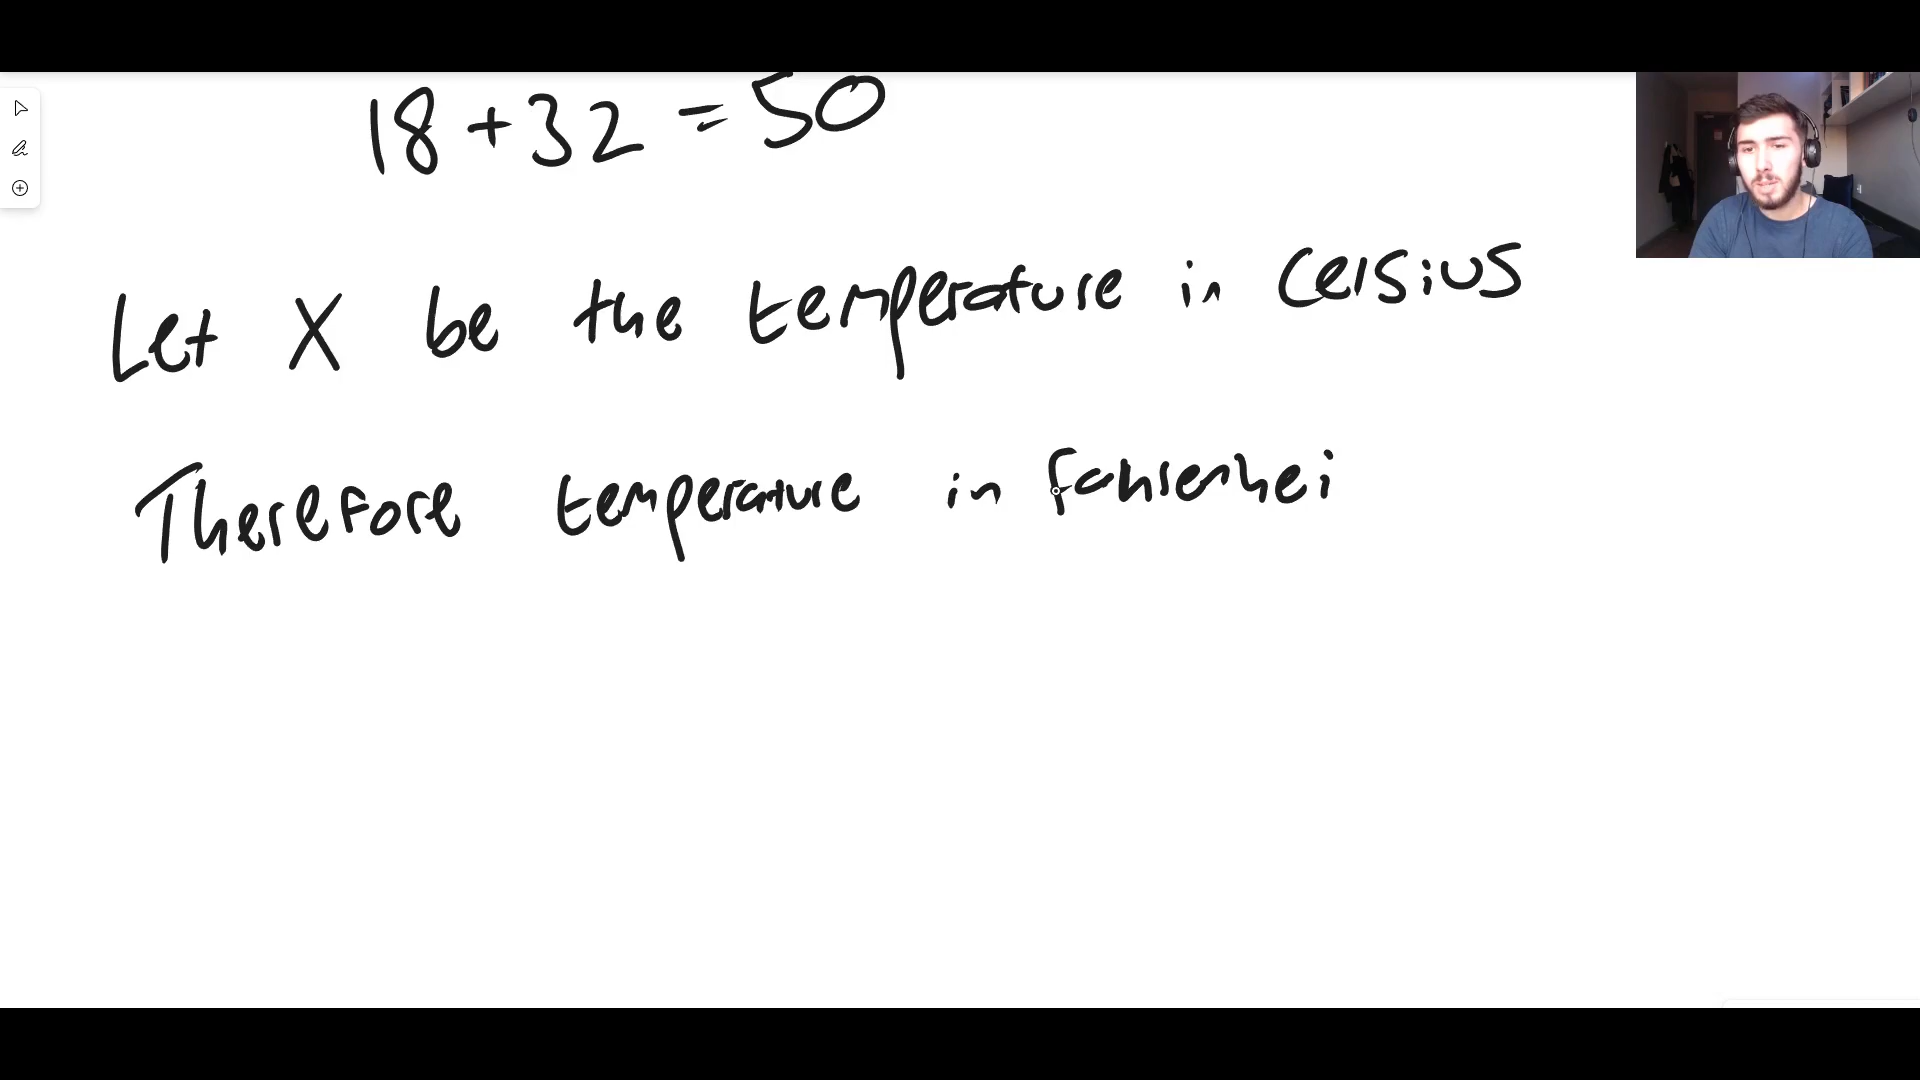 18 + 32 = 50
Let X be the temperature in Celsius
Therefore temperature in fahrenhei